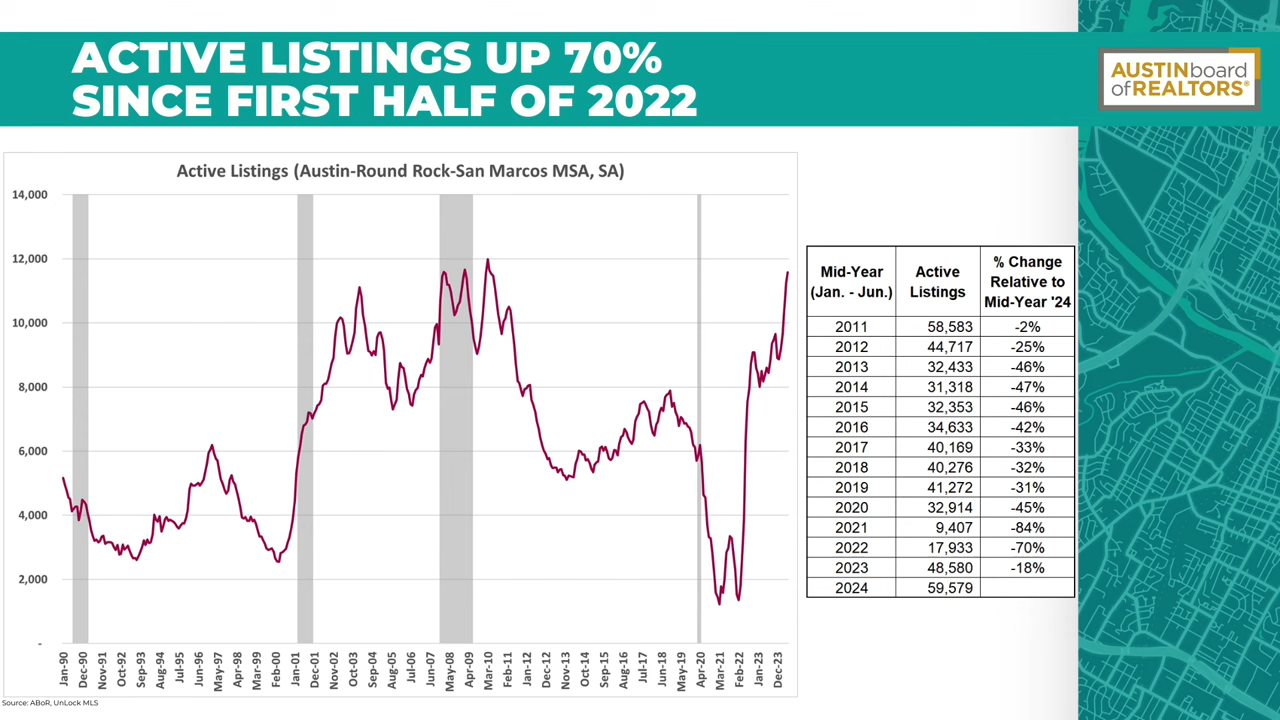 ACTIVE LISTINGS UP 70%
SINCE FIRST HALF OF 2022
AUSTINboard
ofREALTORS®
Active Listings (Austin-Round Rock-San Marcos MSA, SA)
14,000
12,000
10,000
8,000
6,000
4,000
2,000
-
Jan-90
Dec-90
Nov-91
Oct-92
Sep-93
Aug-94
Jul-95
Jun-96
May-97
Apr-98
Mar-99
Feb-00
Jan-01
Dec-01
Nov-02
Oct-03
Sep-04
Aug-05
Jul-06
Jun-07
May-08
Apr-09
Mar-10
Feb-11
Jan-12
Dec-12
Nov-13
Oct-14
Sep-15
Aug-16
Jul-17
Jun-18
May-19
Apr-20
Mar-21
Feb-22
Jan-23
Dec-23
Mid-Year (Jan. - Jun.) Active Listings % Change Relative to Mid-Year '24
2011 58,583 -2%
2012 44,717 -25%
2013 32,433 -46%
2014 31,318 -47%
2015 32,353 -46%
2016 34,633 -42%
2017 40,169 -33%
2018 40,276 -32%
2019 41,272 -31%
2020 32,914 -45%
2021 9,407 -84%
2022 17,933 -70%
2023 48,580 -18%
2024 59,579
Source: ABoR, UnLock MLS